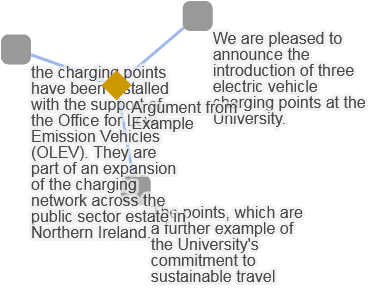 We are pleased to
announce the
introduction of three
electric vehicle
charging points at the
University.
the charging points
have been installed
with the support of
the Office for
Emission Vehicles
(OLEV). They are
part of an expansion
of the charging
network across the
public sector estate in
Northern Ireland.
Argument from
Example
points, which are
a further example of
the University's
commitment to
sustainable travel